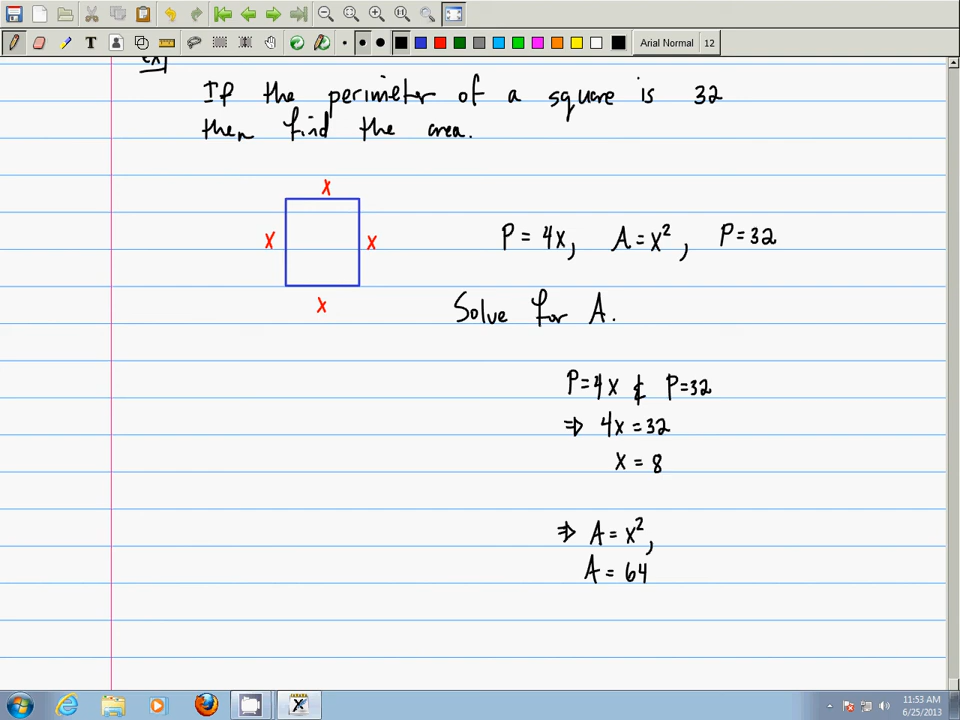 Arial Normal 12
ex]
If the perimeter of a square is 32
then find the area.
x
x
x
x
P = 4x, A = x², P = 32
Solve for A.
P = 4x & P = 32
⇒ 4x = 32
x = 8
⇒ A = x²,
A = 64
11:53 AM
6/25/2013